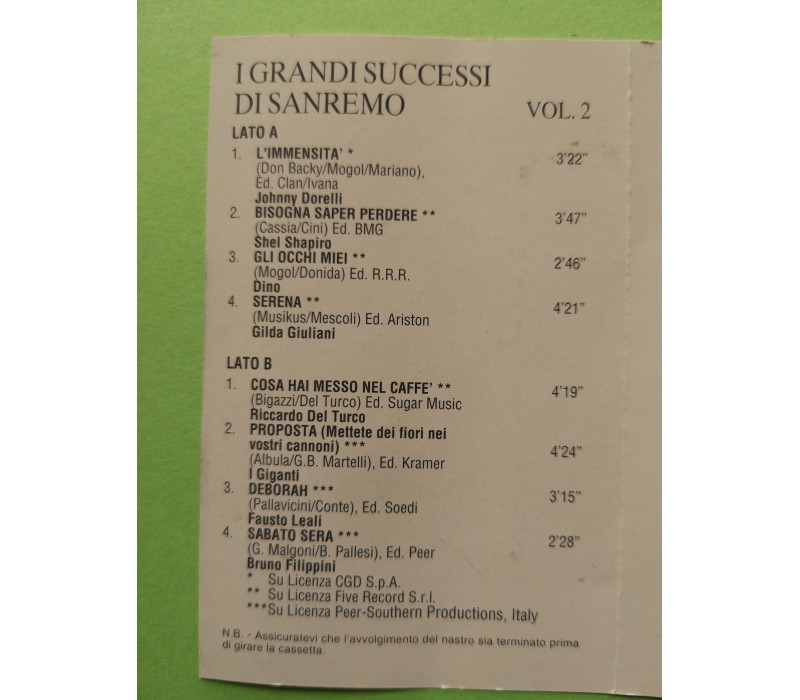 I GRANDI SUCCESSI
DI SANREMO VOL. 2
LATO A
1. L'IMMENSITA' * 3'22"
(Don Backy/Mogol/Mariano),
Ed. Clan/Ivana
Johnny Dorelli
2. BISOGNA SAPER PERDERE ** 3'47"
(Cassia/Cini) Ed. BMG
Shel Shapiro
3. GLI OCCHI MIEI ** 2'46"
(Mogol/Donida) Ed. R.R.R.
Dino
4. SERENA ** 4'21"
(Musikus/Mescoli) Ed. Ariston
Gilda Giuliani
LATO B
1. COSA HAI MESSO NEL CAFFE' ** 4'19"
(Bigazzi/Del Turco) Ed. Sugar Music
Riccardo Del Turco
2. PROPOSTA (Mettete dei fiori nei
vostri cannoni) *** 4'24"
(Albula/G.B. Martelli), Ed. Kramer
I Giganti
3. DEBORAH *** 3'15"
(Pallavicini/Conte), Ed. Soedi
Fausto Leali
4. SABATO SERA *** 2'28"
(G. Malgoni/B. Pallesi), Ed. Peer
Bruno Filippini
* Su Licenza CGD S.p.A.
** Su Licenza Five Record S.r.l.
***Su Licenza Peer-Southern Productions, Italy
N.B. - Assicuratevi che l'avvolgimento del nastro sia terminato prima
di girare la cassetta.